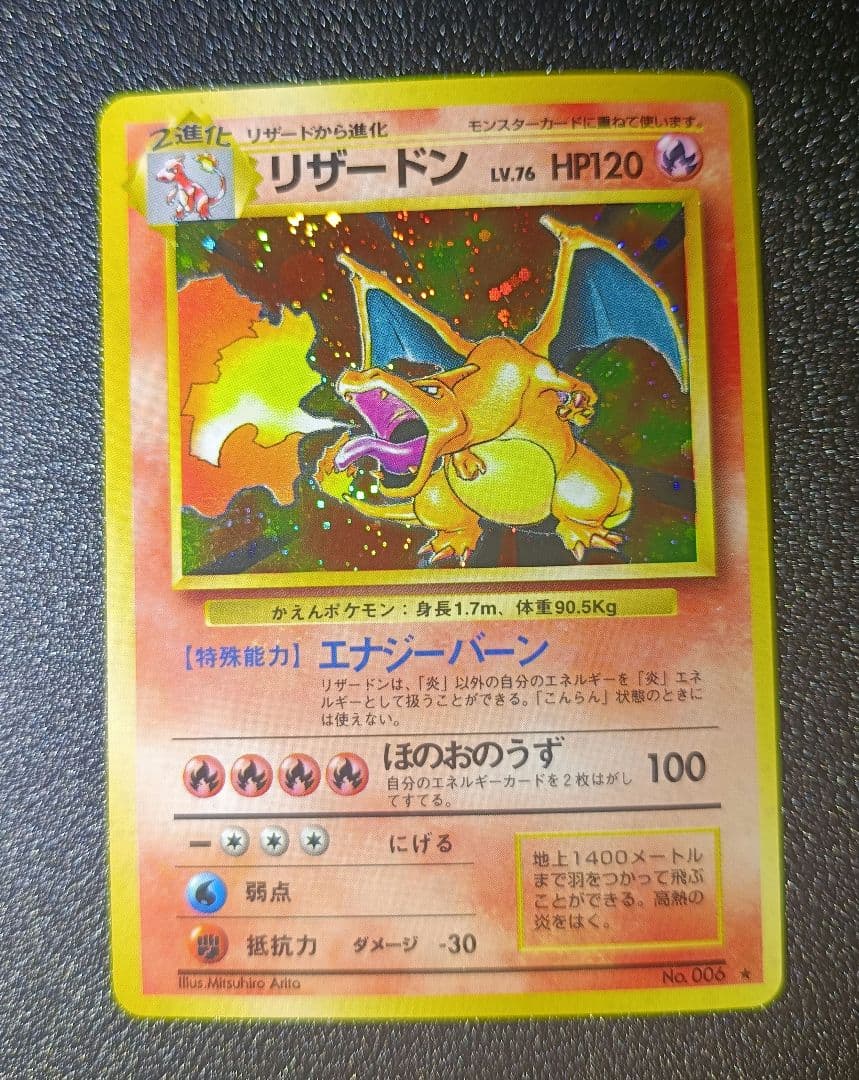 2進化 リザードから進化 モンスターカードに重ねて使います。
リザードン LV.76 HP120
かえんポケモン：身長1.7m、体重90.5Kg
【特殊能力】エナジーバーン
リザードンは、「炎」以外の自分のエネルギーを「炎」エネ
ルギーとして扱うことができる。「こんらん」状態のときに
は使えない。
ほのおのうず 100
自分のエネルギーカードを2枚はがし
てすてる。
ー にげる
弱点
抵抗力 ダメージ -30
地上1400メートル
まで羽をつかって飛ぶ
ことができる。高熱の
炎をはく。
Illus.Mitsuhiro Arita
No. 006 ★